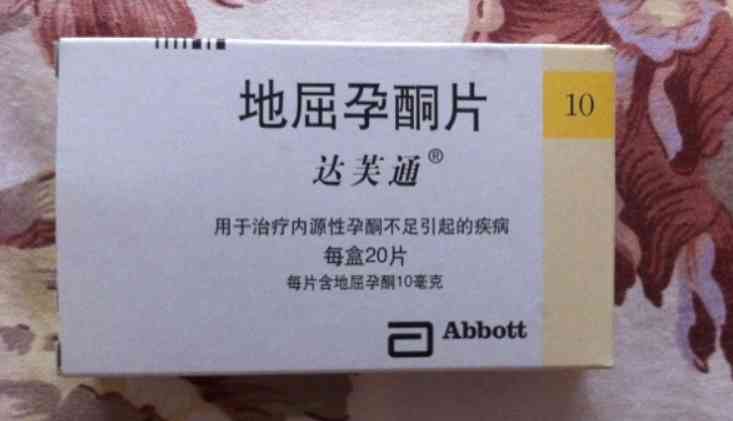 地屈孕酮片
10
达芙通®
用于治疗内源性孕酮不足引起的疾病
每盒20片
每片含地屈孕酮10毫克
Abbott